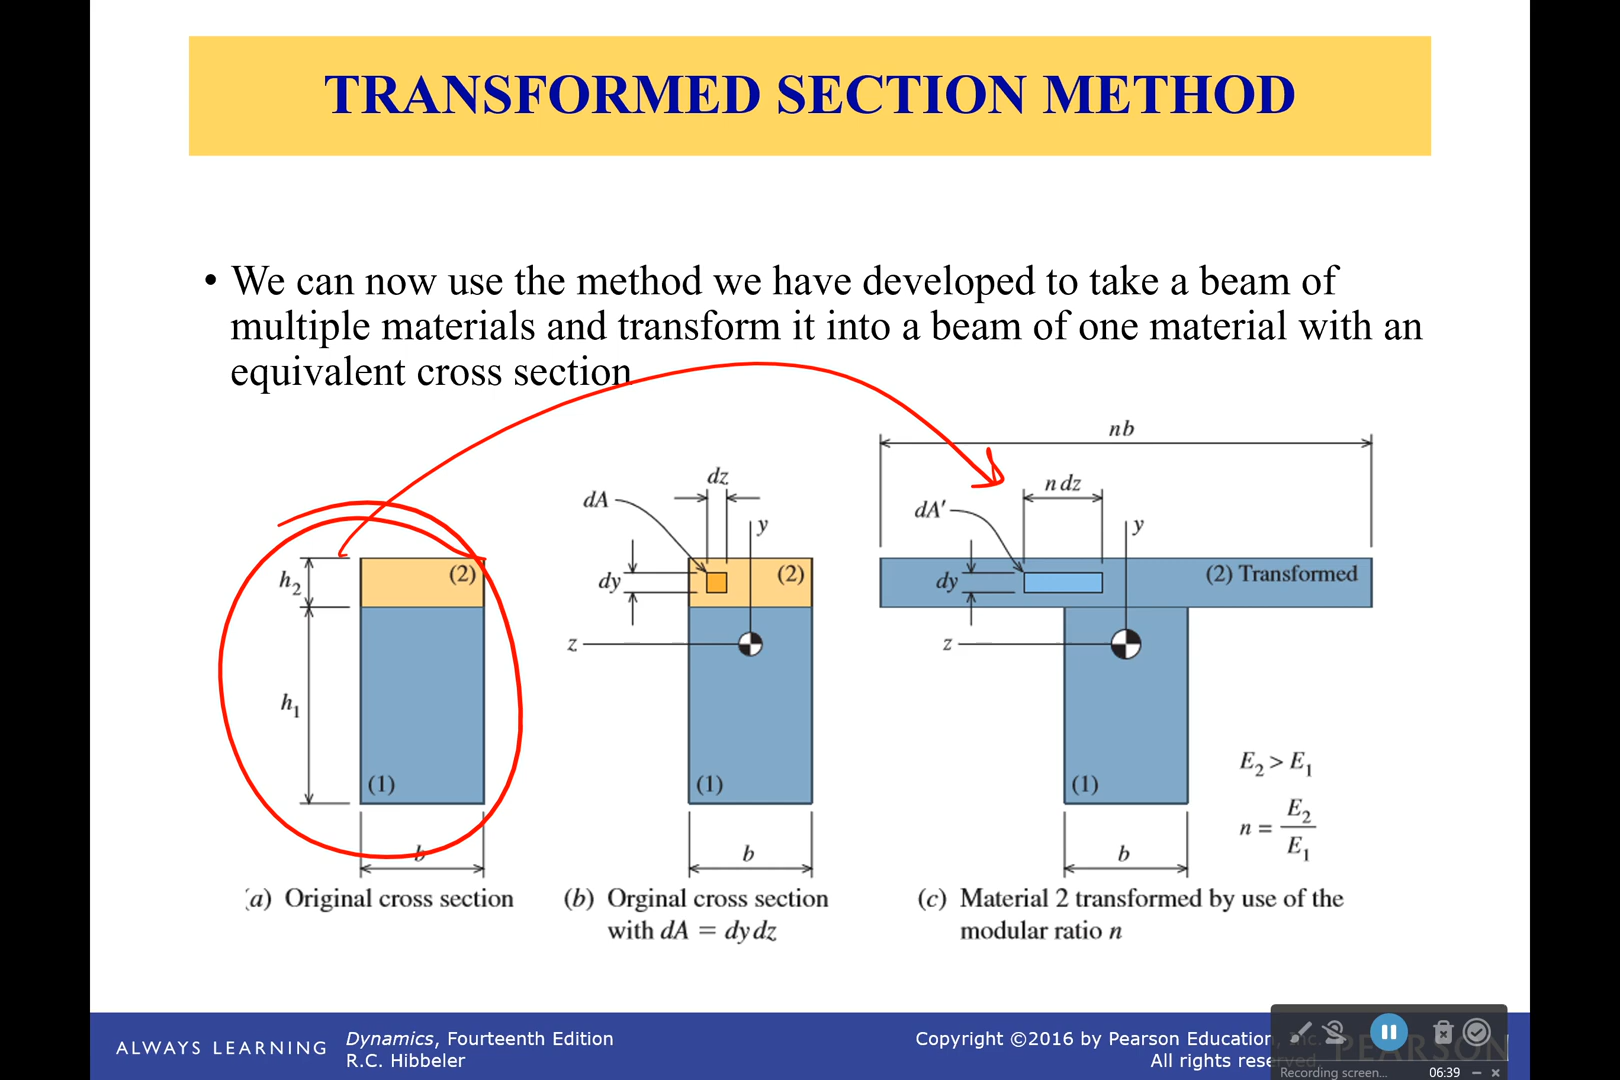 TRANSFORMED SECTION METHOD
• We can now use the method we have developed to take a beam of
multiple materials and transform it into a beam of one material with an
equivalent cross section
h₂
h₁
(2)
(1)
b
(a) Original cross section
dA
dz
y
dy
(2)
z
(1)
b
(b) Orginal cross section
with dA = dy dz
nb
n dz
dA′
y
dy
(2) Transformed
z
(1)
b
E₂ > E₁
n = E₂
E₁
(c) Material 2 transformed by use of the
modular ratio n
ALWAYS LEARNING
Dynamics, Fourteenth Edition
R.C. Hibbeler
Copyright ©2016 by Pearson Education, Inc.
All rights reserved.
PEARSON
Recording screen...
06:39